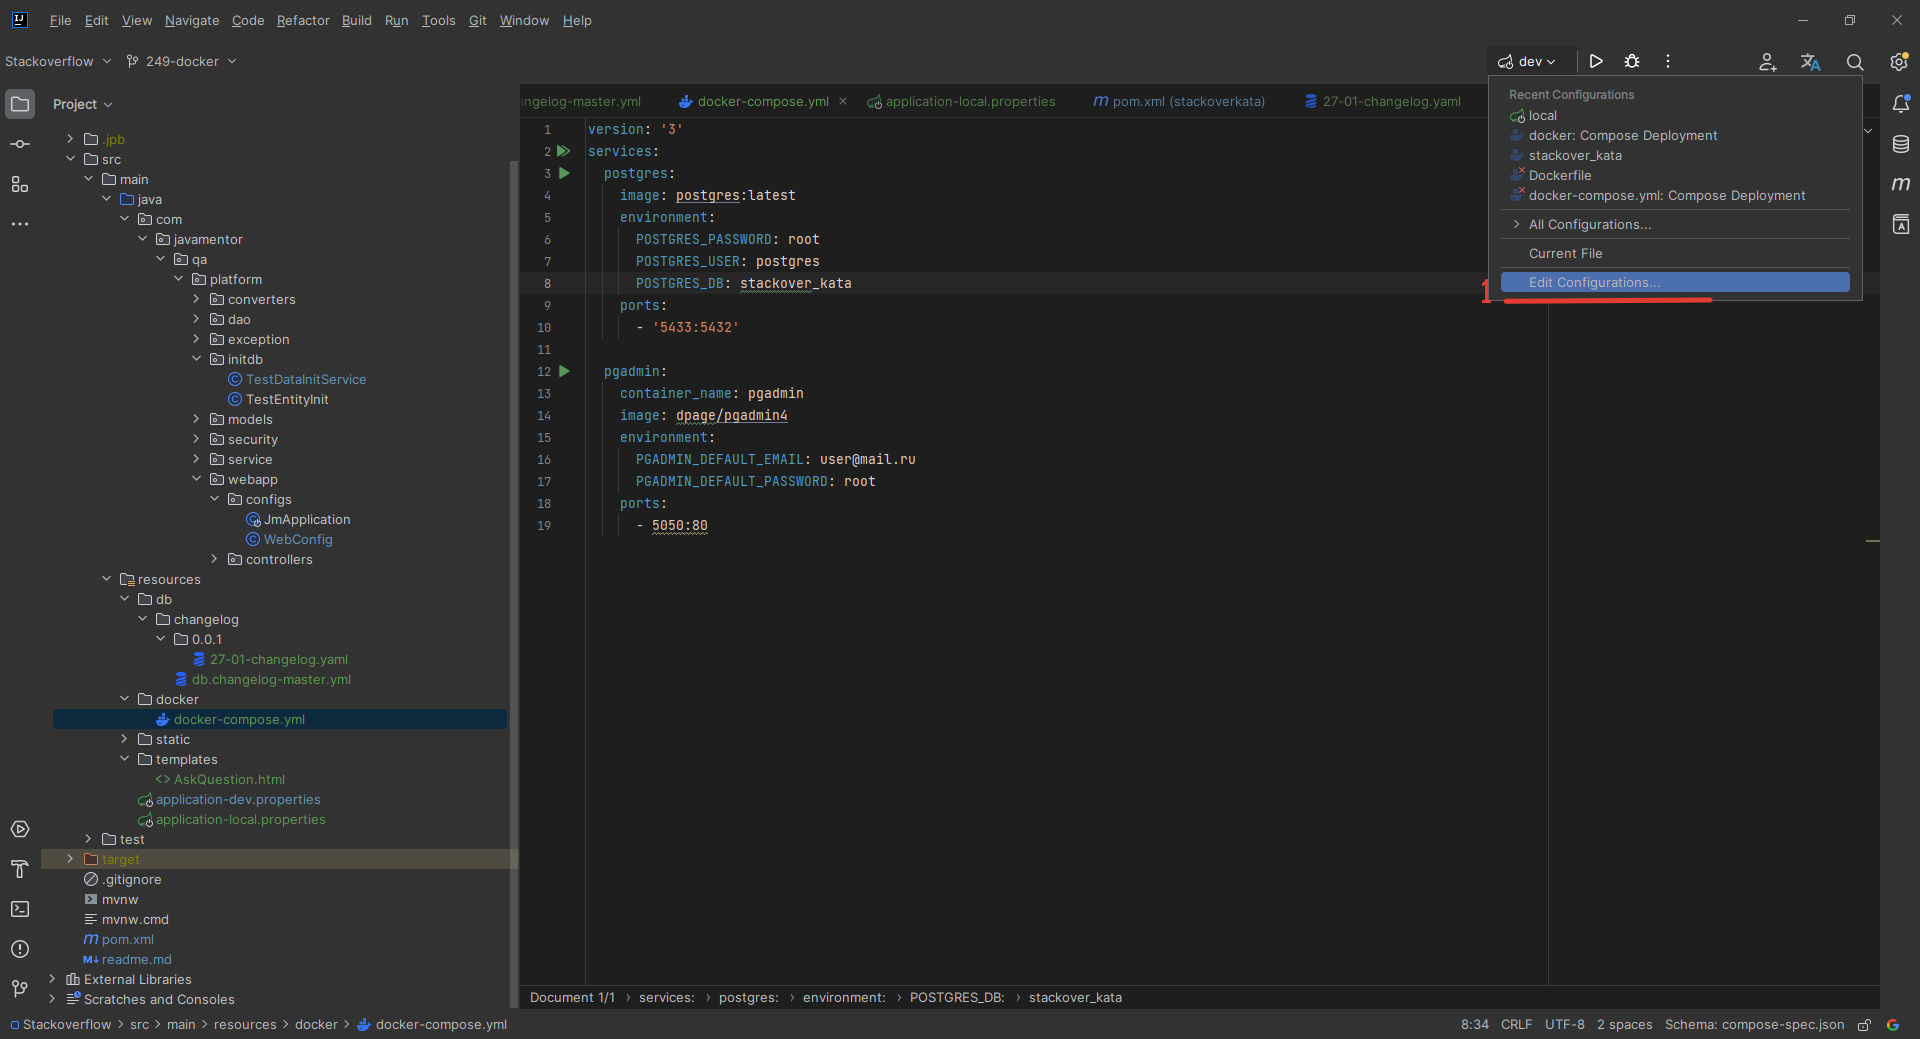 File Edit View Navigate Code Refactor Build Run Tools Git Window Help
Stackoverflow 249-docker dev
Project
.jpb
src
main
java
com
javamentor
qa
platform
converters
dao
exception
initdb
TestDataInitService
TestEntityInit
models
security
service
webapp
configs
JmApplication
WebConfig
controllers
resources
db
changelog
0.0.1
27-01-changelog.yaml
db.changelog-master.yml
docker
docker-compose.yml
static
templates
AskQuestion.html
application-dev.properties
application-local.properties
test
target
.gitignore
mvnw
mvnw.cmd
pom.xml
readme.md
External Libraries
Scratches and Consoles
ngelog-master.yml docker-compose.yml application-local.properties pom.xml (stackoverkata) 27-01-changelog.yaml
1 version: '3'
2 services:
3 postgres:
4 image: postgres:latest
5 environment:
6 POSTGRES_PASSWORD: root
7 POSTGRES_USER: postgres
8 POSTGRES_DB: stackover_kata
9 ports:
10 - '5433:5432'
11
12 pgadmin:
13 container_name: pgadmin
14 image: dpage/pgadmin4
15 environment:
16 PGADMIN_DEFAULT_EMAIL: user@mail.ru
17 PGADMIN_DEFAULT_PASSWORD: root
18 ports:
19 - 5050:80
Recent Configurations
local
docker: Compose Deployment
stackover_kata
Dockerfile
docker-compose.yml: Compose Deployment
All Configurations...
Current File
1 Edit Configurations...
Document 1/1 › services: › postgres: › environment: › POSTGRES_DB: › stackover_kata
Stackoverflow > src > main > resources > docker > docker-compose.yml
8:34 CRLF UTF-8 2 spaces Schema: compose-spec.json